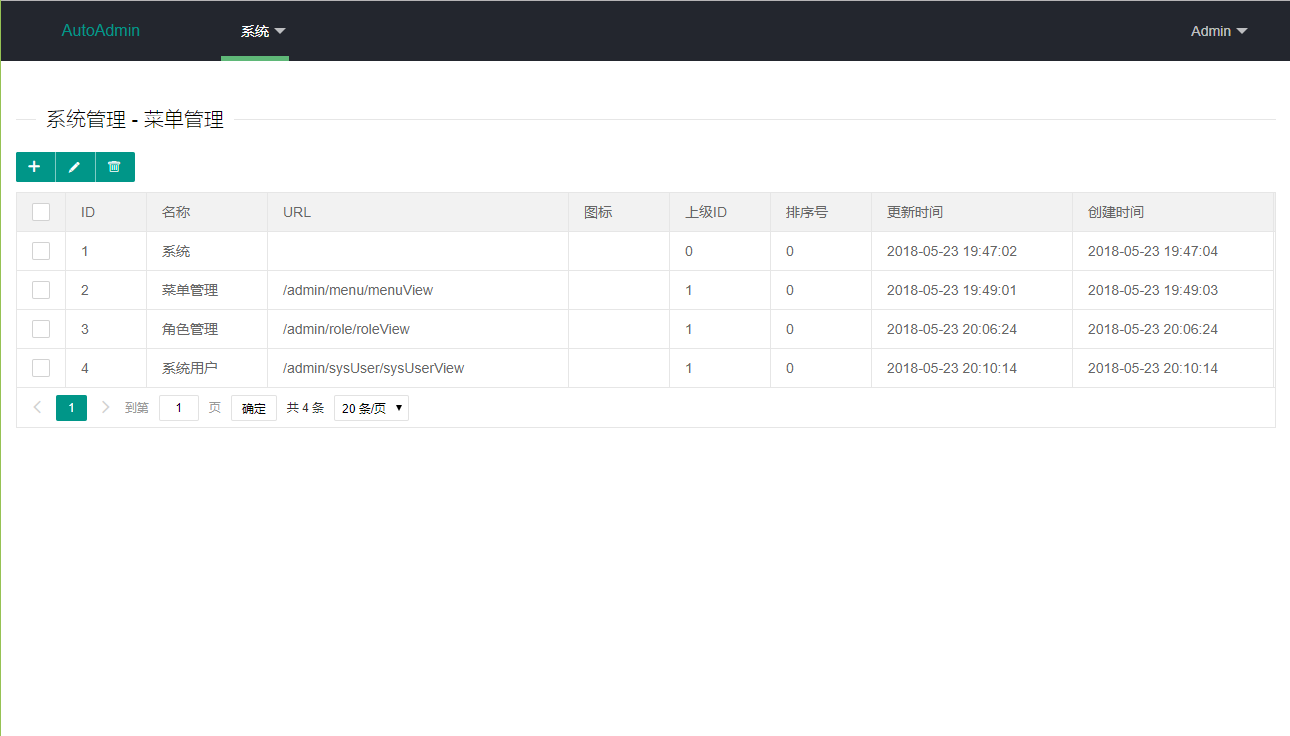 AutoAdmin 系统 Admin
系统管理 - 菜单管理
ID 名称 URL 图标 上级ID 排序号 更新时间 创建时间
1 系统 0 0 2018-05-23 19:47:02 2018-05-23 19:47:04
2 菜单管理 /admin/menu/menuView 1 0 2018-05-23 19:49:01 2018-05-23 19:49:03
3 角色管理 /admin/role/roleView 1 0 2018-05-23 20:06:24 2018-05-23 20:06:24
4 系统用户 /admin/sysUser/sysUserView 1 0 2018-05-23 20:10:14 2018-05-23 20:10:14
1 到第 1 页 确定 共 4 条 20 条/页